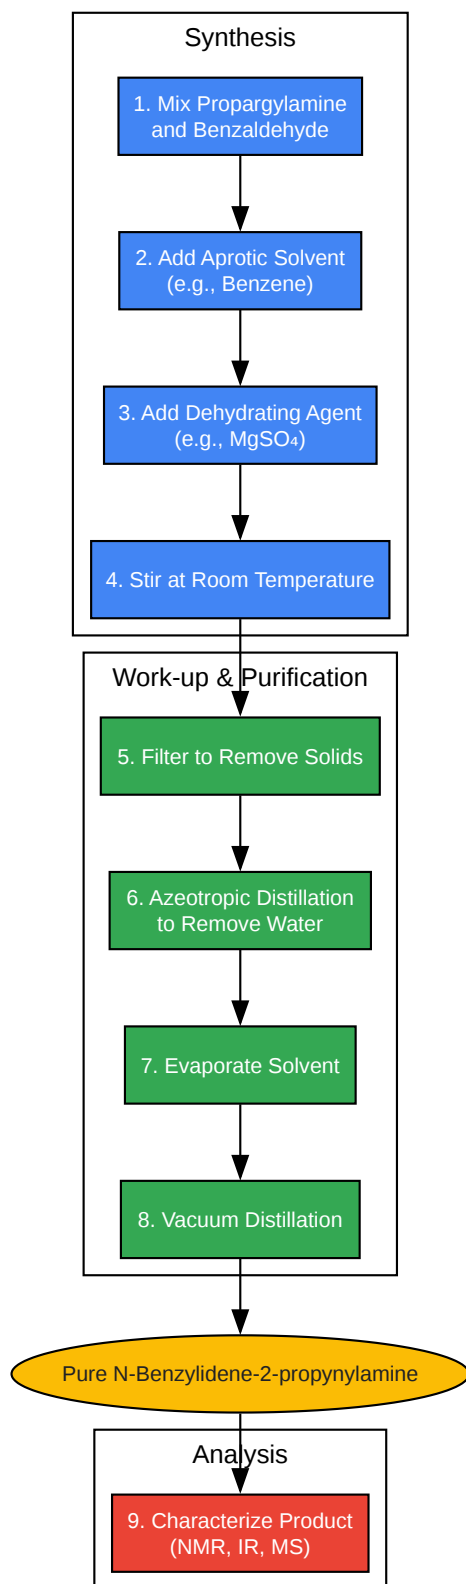 Synthesis
1. Mix Propargylamine
and Benzaldehyde
2. Add Aprotic Solvent
(e.g., Benzene)
3. Add Dehydrating Agent
(e.g., MgSO₄)
4. Stir at Room Temperature
Work-up & Purification
5. Filter to Remove Solids
6. Azeotropic Distillation
to Remove Water
7. Evaporate Solvent
8. Vacuum Distillation
Pure N-Benzylidene-2-propynylamine
Analysis
9. Characterize Product
(NMR, IR, MS)